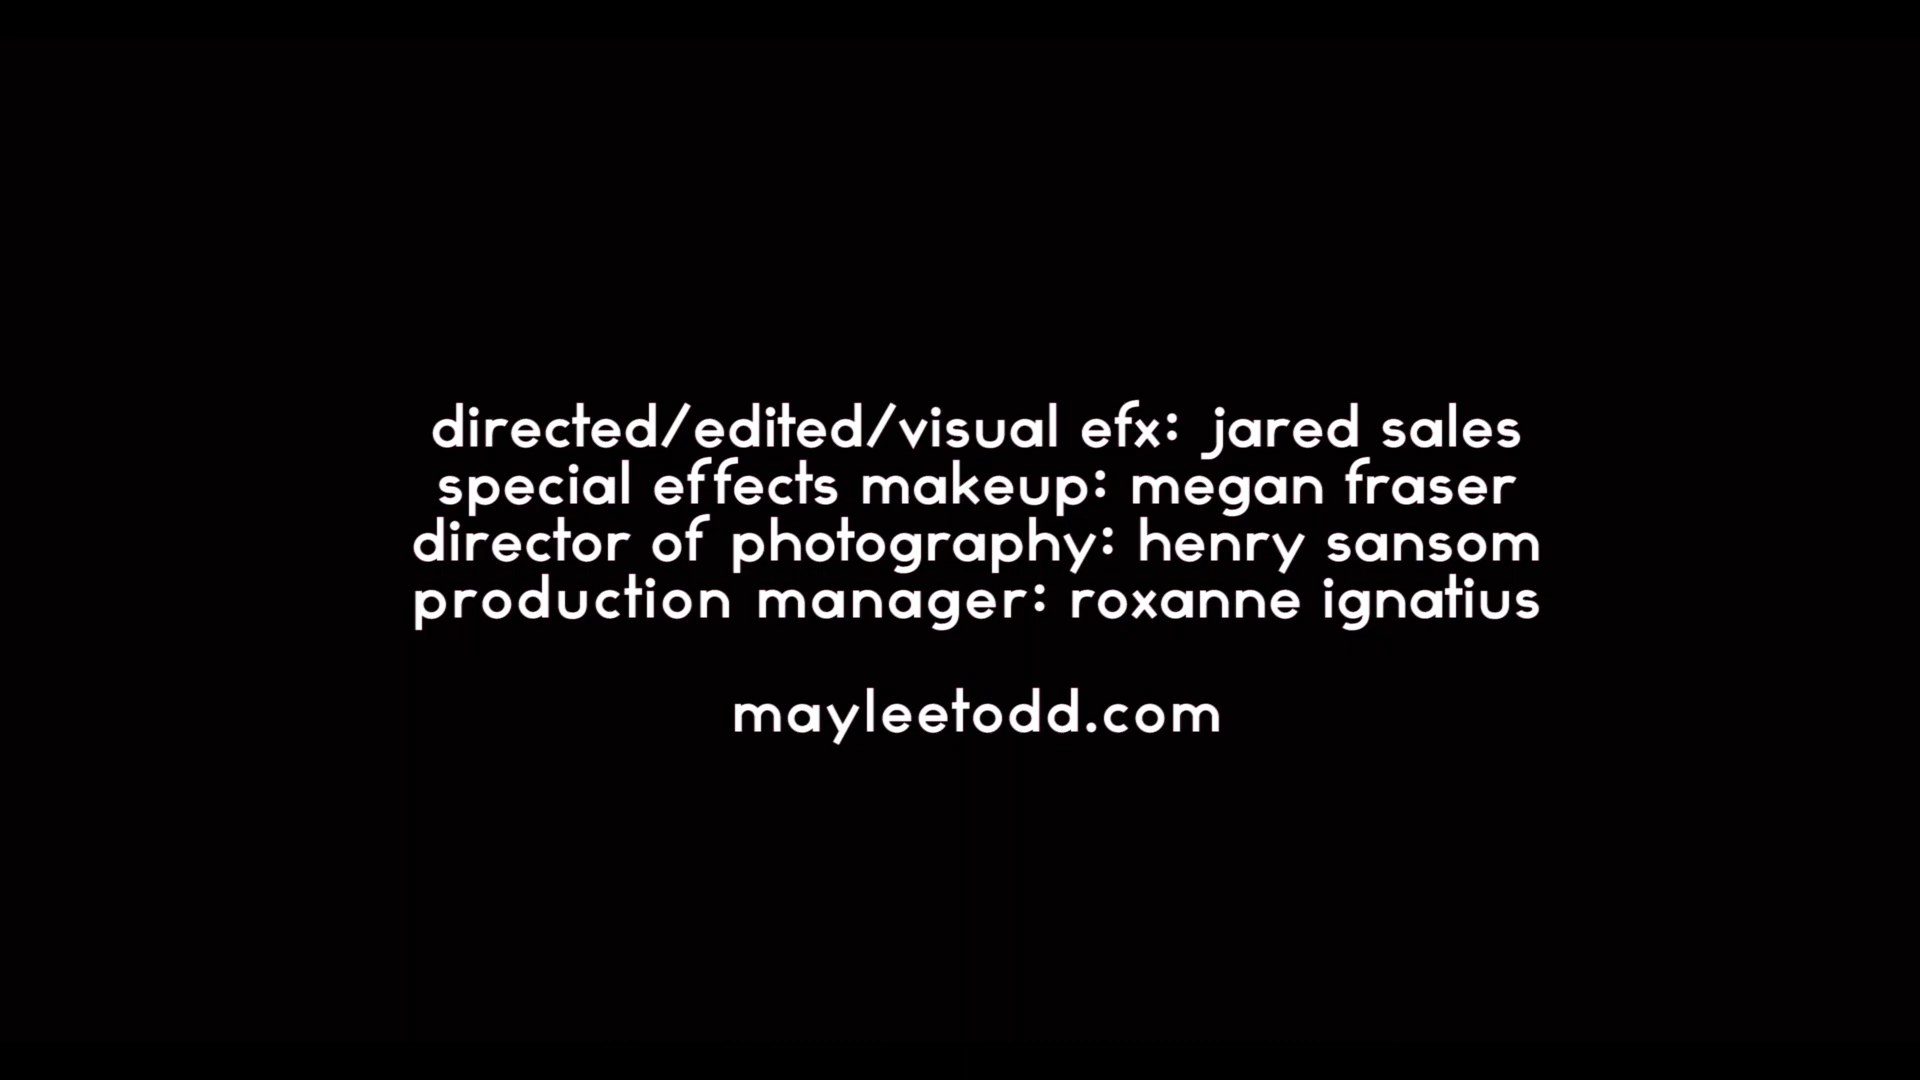 directed/edited/visual efx: jared sales
special effects makeup: megan fraser
director of photography: henry sansom
production manager: roxanne ignatius
mayleetodd.com